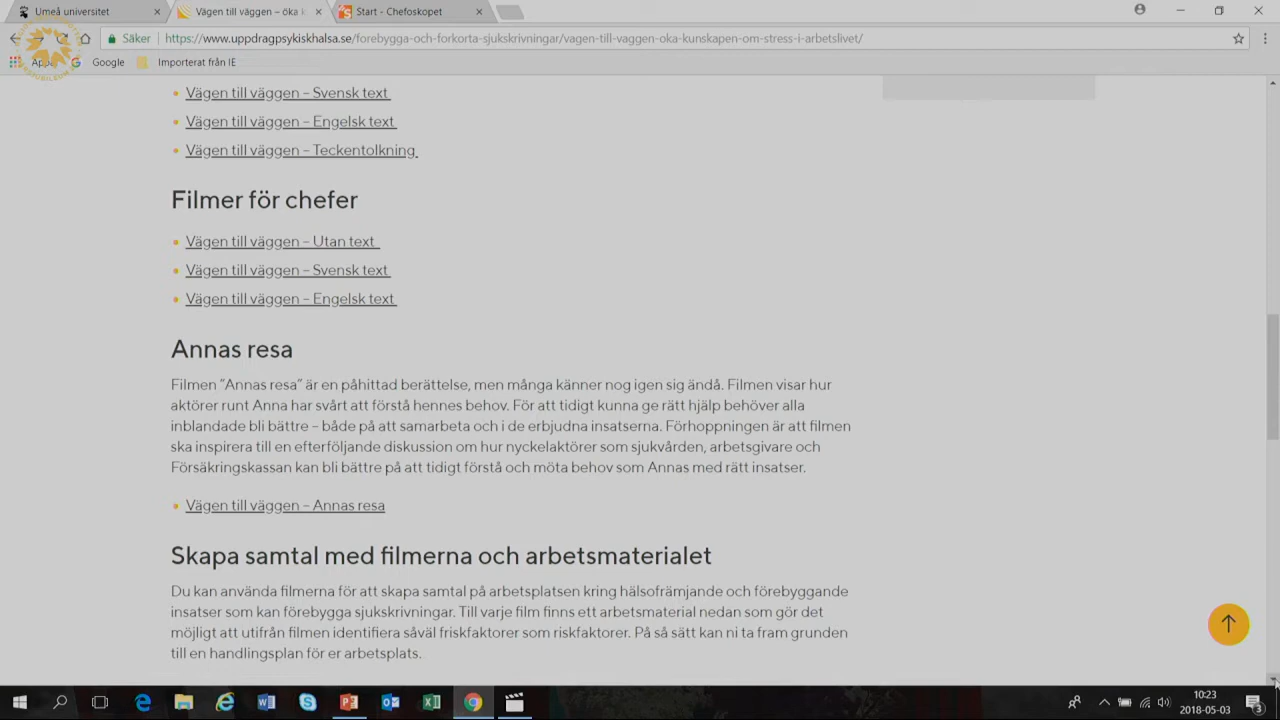 Umeå universitet
Vägen till väggen – öka k
Start - Chefoskopet
Säker
https://www.uppdragpsykiskhalsa.se/forebygga-och-forkorta-sjukskrivningar/vagen-till-vaggen-oka-kunskapen-om-stress-i-arbetslivet/
Appar
Google
Importerat från IE
Vägen till väggen – Svensk text
Vägen till väggen – Engelsk text
Vägen till väggen – Teckentolkning
Filmer för chefer
Vägen till väggen – Utan text
Vägen till väggen – Svensk text
Vägen till väggen – Engelsk text
Annas resa
Filmen ”Annas resa” är en påhittad berättelse, men många känner nog igen sig ändå. Filmen visar hur
aktörer runt Anna har svårt att förstå hennes behov. För att tidigt kunna ge rätt hjälp behöver alla
inblandade bli bättre – både på att samarbeta och i de erbjudna insatserna. Förhoppningen är att filmen
ska inspirera till en efterföljande diskussion om hur nyckelaktörer som sjukvården, arbetsgivare och
Försäkringskassan kan bli bättre på att tidigt förstå och möta behov som Annas med rätt insatser.
Vägen till väggen – Annas resa
Skapa samtal med filmerna och arbetsmaterialet
Du kan använda filmerna för att skapa samtal på arbetsplatsen kring hälsofrämjande och förebyggande
insatser som kan förebygga sjukskrivningar. Till varje film finns ett arbetsmaterial nedan som gör det
möjligt att utifrån filmen identifiera såväl friskfaktorer som riskfaktorer. På så sätt kan ni ta fram grunden
till en handlingsplan för er arbetsplats.
10:23
2018-05-03
3